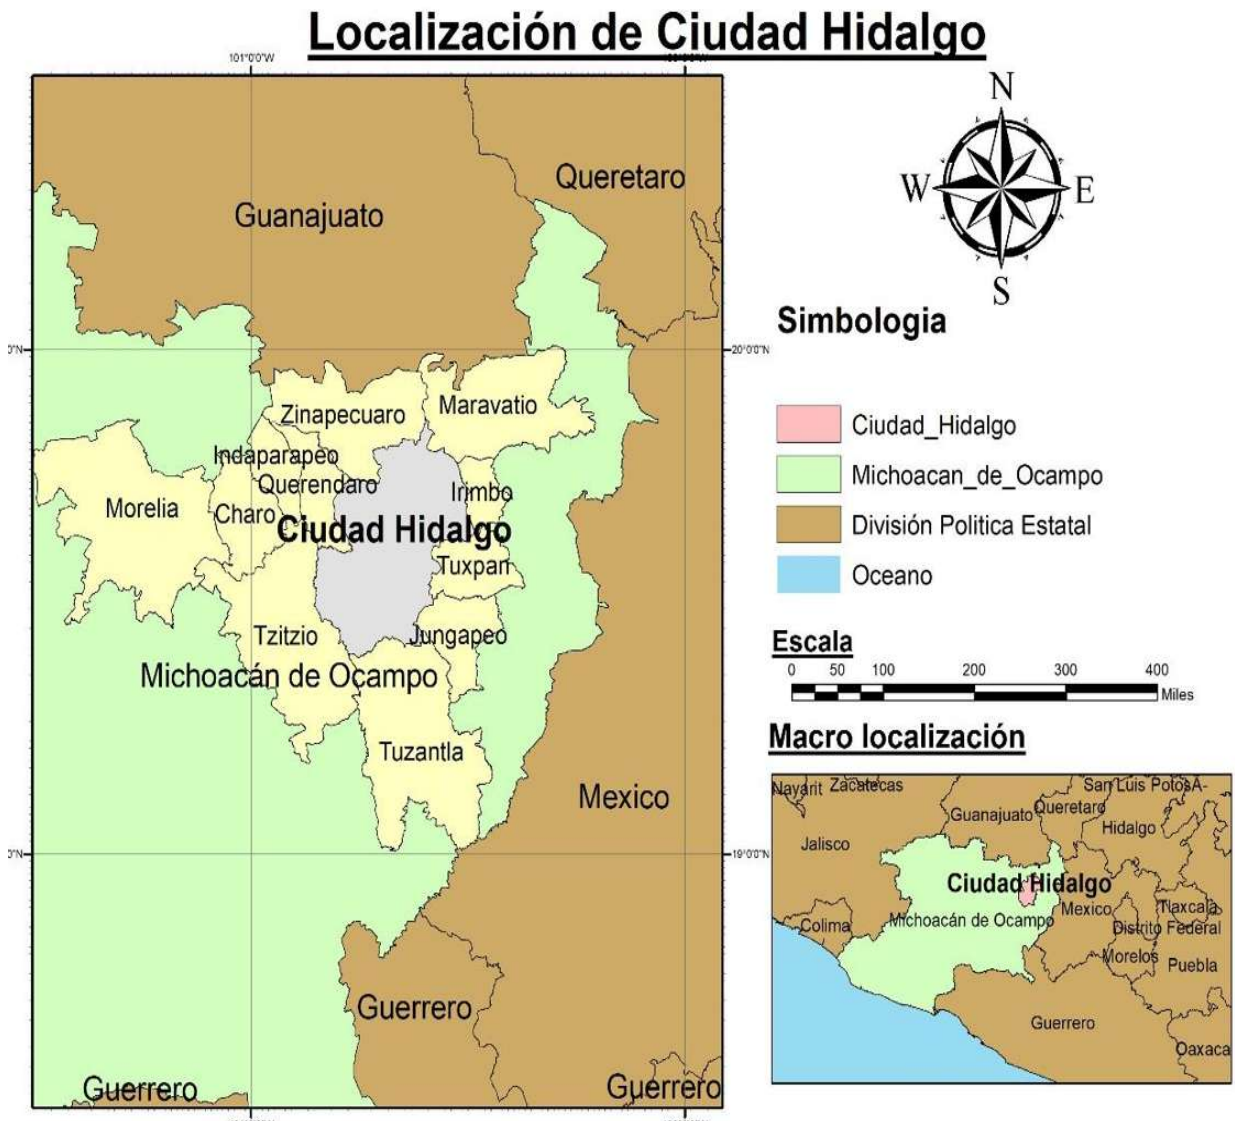 Localización de Ciudad Hidalgo
101°0'0"W
N
W
E
S
Queretaro
Guanajuato
20°0'0"N
Zinapecuaro
Maravatio
Indaparapeo
Querendaro
Irimbo
Morelia
Charo
Ciudad Hidalgo
Tuxpan
Tzitzio
Jungapeo
Michoacán de Ocampo
Tuzantla
Mexico
19°0'0"N
Guerrero
Guerrero
Guerrero
Simbologia
Ciudad_Hidalgo
Michoacan_de_Ocampo
División Politica Estatal
Oceano
Escala
0 50 100 200 300 400
Miles
Macro localización
Nayarit
Zacatecas
San Luis PotosÃ-
Guanajuato
Queretaro
Hidalgo
Jalisco
Ciudad Hidalgo
Michoacán de Ocampo
Mexico
Tlaxcala
Colima
Distrito Federal
Morelos
Puebla
Guerrero
Oaxaca